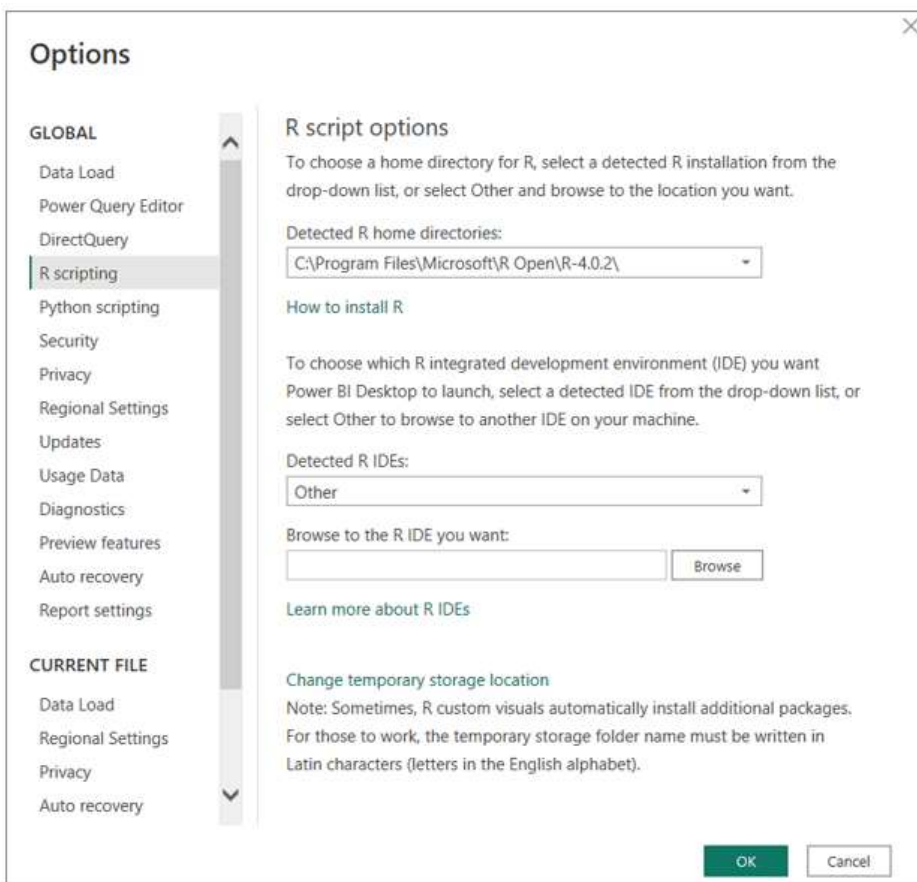 Options
GLOBAL
Data Load
Power Query Editor
DirectQuery
R scripting
Python scripting
Security
Privacy
Regional Settings
Updates
Usage Data
Diagnostics
Preview features
Auto recovery
Report settings
CURRENT FILE
Data Load
Regional Settings
Privacy
Auto recovery
R script options
To choose a home directory for R, select a detected R installation from the
drop-down list, or select Other and browse to the location you want.
Detected R home directories:
C:\Program Files\Microsoft\R Open\R-4.0.2\
How to install R
To choose which R integrated development environment (IDE) you want
Power BI Desktop to launch, select a detected IDE from the drop-down list, or
select Other to browse to another IDE on your machine.
Detected R IDEs:
Other
Browse to the R IDE you want:
Browse
Learn more about R IDEs
Change temporary storage location
Note: Sometimes, R custom visuals automatically install additional packages.
For those to work, the temporary storage folder name must be written in
Latin characters (letters in the English alphabet).
OK
Cancel